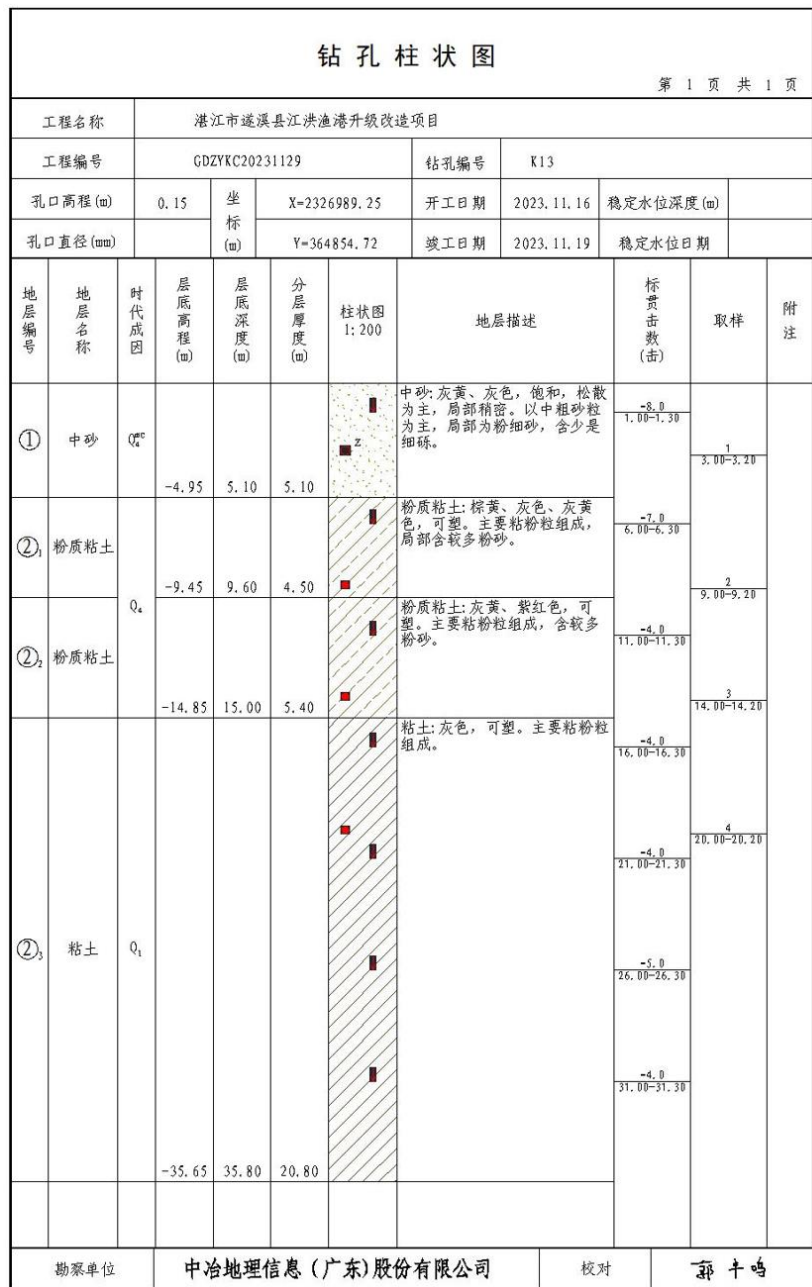 钻孔柱状图
第 1 页 共 1 页
工程名称 湛江市遂溪县江洪渔港升级改造项目
工程编号 GDZYKC20231129 钻孔编号 K13
孔口高程(m) 0.15 坐标(m) X=2326989.25 开工日期 2023.11.16 稳定水位深度(m)
孔口直径(mm) Y=364854.72 竣工日期 2023.11.19 稳定水位日期
地层编号 地层名称 时代成因 层底高程(m) 层底深度(m) 分层厚度(m) 柱状图 1:200 地层描述 标贯击数(击) 取样 附注
① 中砂 Q₄ᵐᶜ -4.95 5.10 5.10
z
中砂:灰黄、灰色，饱和，松散
为主，局部稍密。以中粗砂粒
为主，局部为粉细砂，含少是
细砾。
-8.0
1.00-1.30
1
3.00-3.20
②₁ 粉质粘土 -9.45 9.60 4.50
粉质粘土:棕黄、灰色、灰黄
色，可塑。主要粘粉粒组成，
局部含较多粉砂。
-7.0
6.00-6.30
2
9.00-9.20
Q₄
②₂ 粉质粘土 -14.85 15.00 5.40
粉质粘土:灰黄、紫红色，可
塑。主要粘粉粒组成，含较多
粉砂。
-4.0
11.00-11.30
3
14.00-14.20
②₃ 粘土 Q₁ -35.65 35.80 20.80
粘土:灰色，可塑。主要粘粉粒
组成。
-4.0
16.00-16.30
4
20.00-20.20
-4.0
21.00-21.30
-5.0
26.00-26.30
-4.0
31.00-31.30
勘察单位 中冶地理信息(广东)股份有限公司 校对